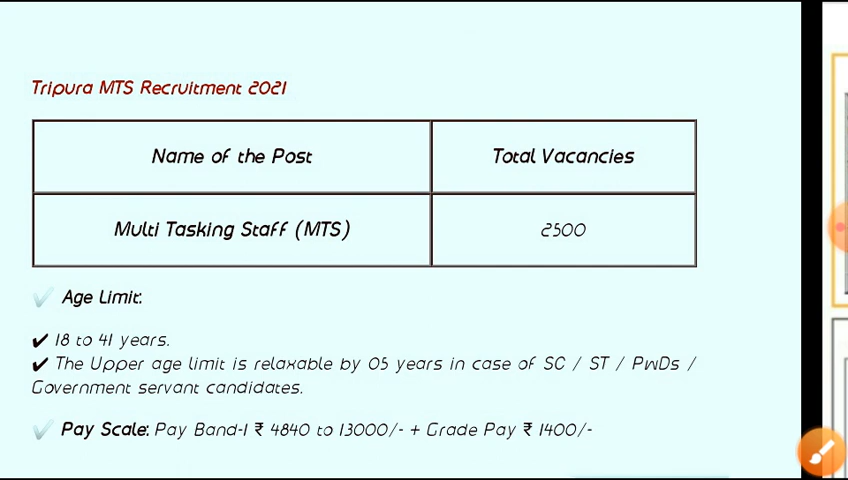 Tripura MTS Recruitment 2021
Name of the Post
Total Vacancies
Multi Tasking Staff (MTS)
2500
Age Limit:
✔ 18 to 41 years.
✔ The Upper age limit is relaxable by 05 years in case of SC / ST / PwDs /
Government servant candidates.
Pay Scale: Pay Band-1 ₹ 4840 to 13000/- + Grade Pay ₹ 1400/-